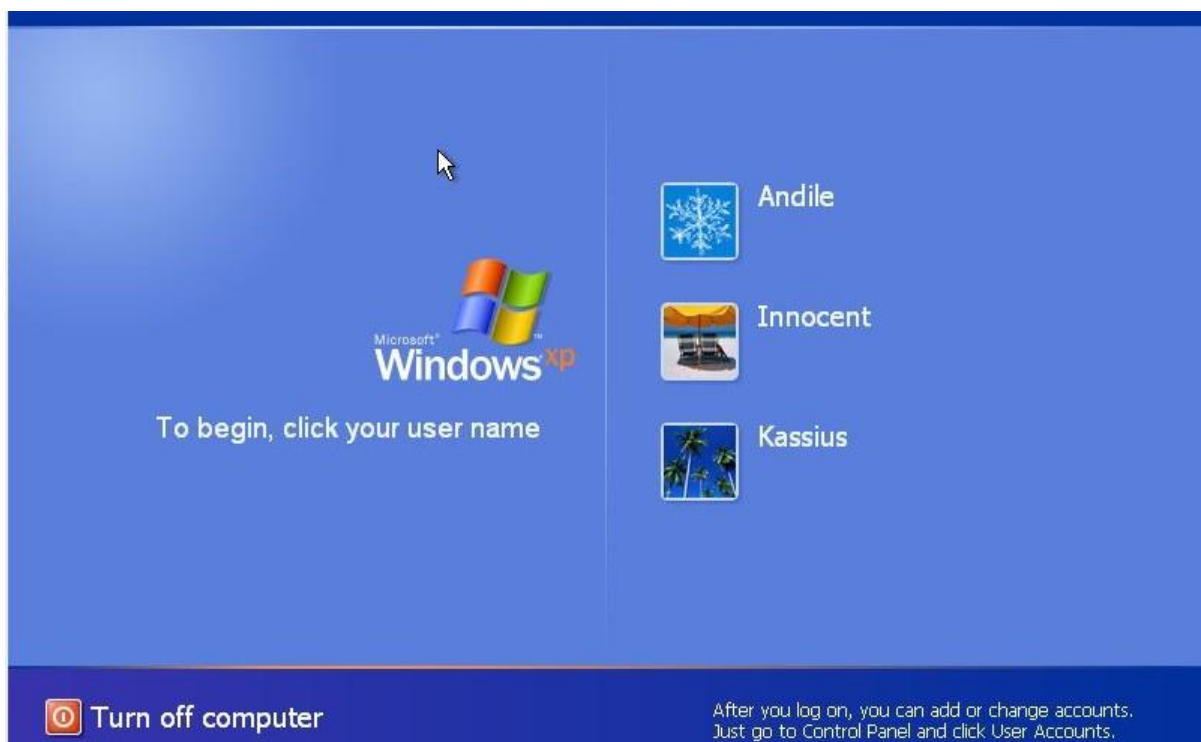 Microsoft®
Windows xp™
To begin, click your user name
Andile
Innocent
Kassius
Turn off computer
After you log on, you can add or change accounts.
Just go to Control Panel and click User Accounts.